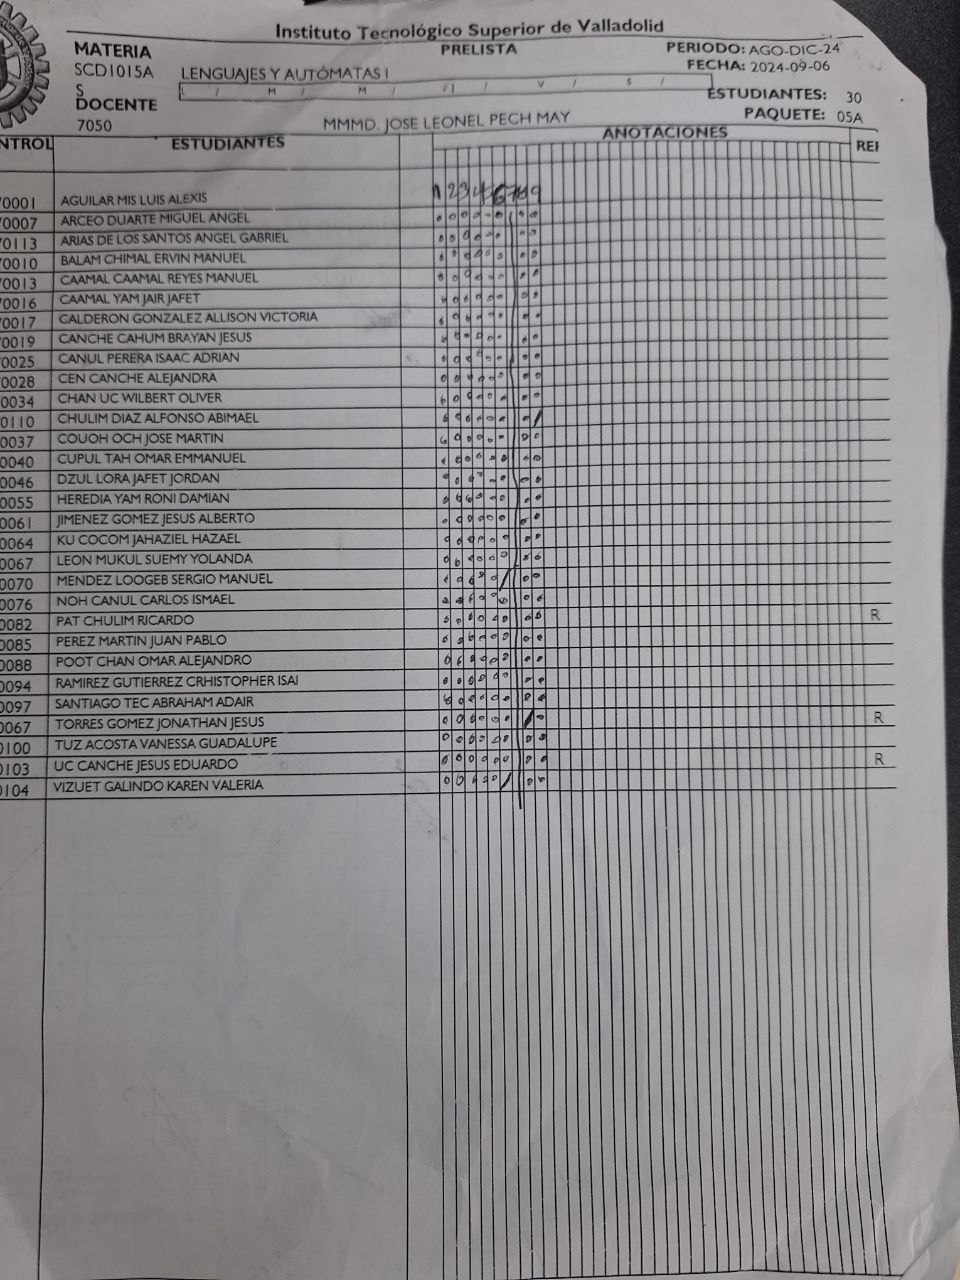 Instituto Tecnológico Superior de Valladolid
PRELISTA
MATERIA
PERIODO: AGO-DIC-24
SCD1015A
S
LENGUAJES Y AUTÓMATAS I
FECHA: 2024-09-06
L / M / M / J / V / S /
ESTUDIANTES: 30
DOCENTE
PAQUETE: 05A
7050
MMMD. JOSE LEONEL PECH MAY
NTROL ESTUDIANTES ANOTACIONES REF
1 2 3 4 6 7 8 9
70001 AGUILAR MIS LUIS ALEXIS
70007 ARCEO DUARTE MIGUEL ANGEL
70113 ARIAS DE LOS SANTOS ANGEL GABRIEL
70010 BALAM CHIMAL ERVIN MANUEL
70013 CAAMAL CAAMAL REYES MANUEL
70016 CAAMAL YAM JAIR JAFET
70017 CALDERON GONZALEZ ALLISON VICTORIA
70019 CANCHE CAHUM BRAYAN JESUS
0025 CANUL PERERA ISAAC ADRIAN
0028 CEN CANCHE ALEJANDRA
0034 CHAN UC WILBERT OLIVER
0110 CHULIM DIAZ ALFONSO ABIMAEL
0037 COUOH OCH JOSE MARTIN
0040 CUPUL TAH OMAR EMMANUEL
0046 DZUL LORA JAFET JORDAN
0055 HEREDIA YAM RONI DAMIAN
0061 JIMENEZ GOMEZ JESUS ALBERTO
0064 KU COCOM JAHAZIEL HAZAEL
0067 LEON MUKUL SUEMY YOLANDA
0070 MENDEZ LOOGEB SERGIO MANUEL
0076 NOH CANUL CARLOS ISMAEL
0082 PAT CHULIM RICARDO R
0085 PEREZ MARTIN JUAN PABLO
0088 POOT CHAN OMAR ALEJANDRO
0094 RAMIREZ GUTIERREZ CRHISTOPHER ISAI
0097 SANTIAGO TEC ABRAHAM ADAIR
0067 TORRES GOMEZ JONATHAN JESUS R
0100 TUZ ACOSTA VANESSA GUADALUPE
0103 UC CANCHE JESUS EDUARDO R
0104 VIZUET GALINDO KAREN VALERIA